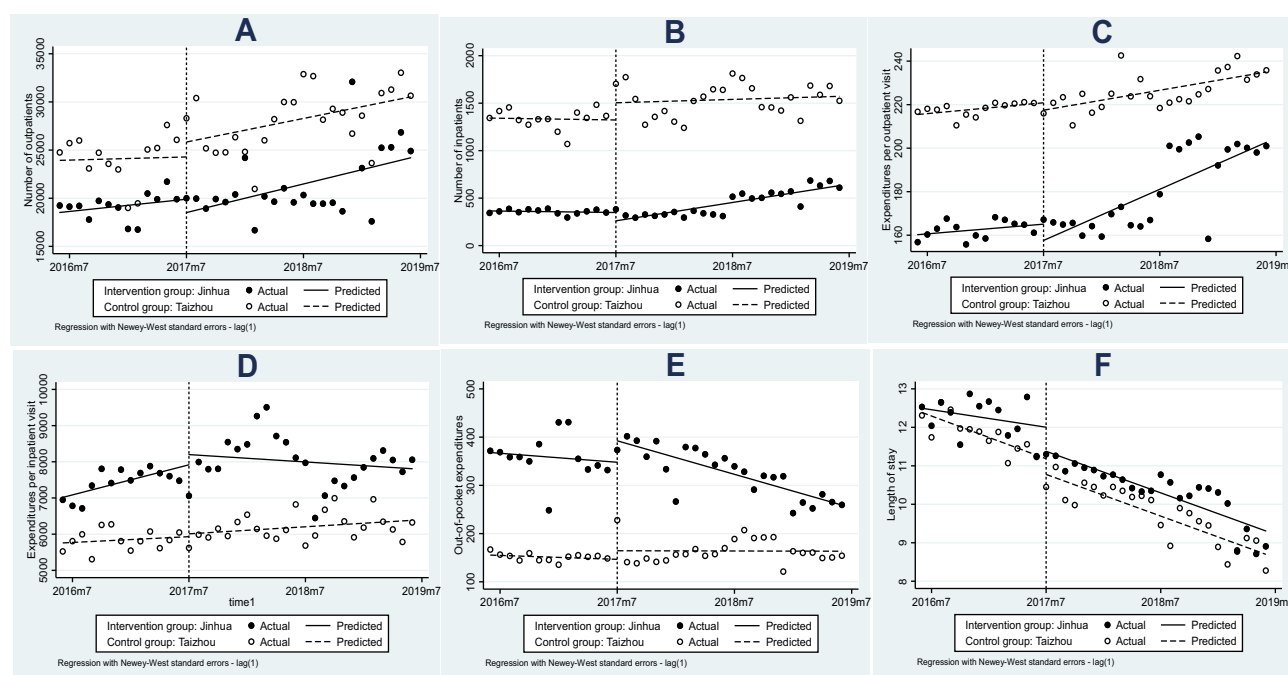 A
Number of outpatients
35000
30000
25000
20000
15000
2016m7 2017m7 2018m7 2019m7
Intervention group: Jinhua Actual Predicted
Control group: Taizhou Actual Predicted
Regression with Newey-West standard errors - lag(1)
B
Number of inpatients
2000
1500
1000
500
0
2016m7 2017m7 2018m7 2019m7
Intervention group: Jinhua Actual Predicted
Control group: Taizhou Actual Predicted
Regression with Newey-West standard errors - lag(1)
C
Expenditures per outpatient visit
240
220
200
180
160
2016m7 2017m7 2018m7 2019m
Intervention group: Jinhua Actual Predicted
Control group: Taizhou Actual Predicted
Regression with Newey-West standard errors - lag(1)
D
Expenditures per inpatient visit
10000
9000
8000
7000
6000
5000
2016m7 2017m7 2018m7 2019m7
time1
Intervention group: Jinhua Actual Predicted
Control group: Taizhou Actual Predicted
Regression with Newey-West standard errors - lag(1)
E
Out-of-pocket expenditures
500
400
300
200
100
2016m7 2017m7 2018m7 2019m7
Intervention group: Jinhua Actual Predicted
Control group: Taizhou Actual Predicted
Regression with Newey-West standard errors - lag(1)
F
Length of stay
13
12
11
10
9
8
2016m7 2017m7 2018m7 2019m
Intervention group: Jinhua Actual Predicted
Control group: Taizhou Actual Predicted
Regression with Newey-West standard errors - lag(1)